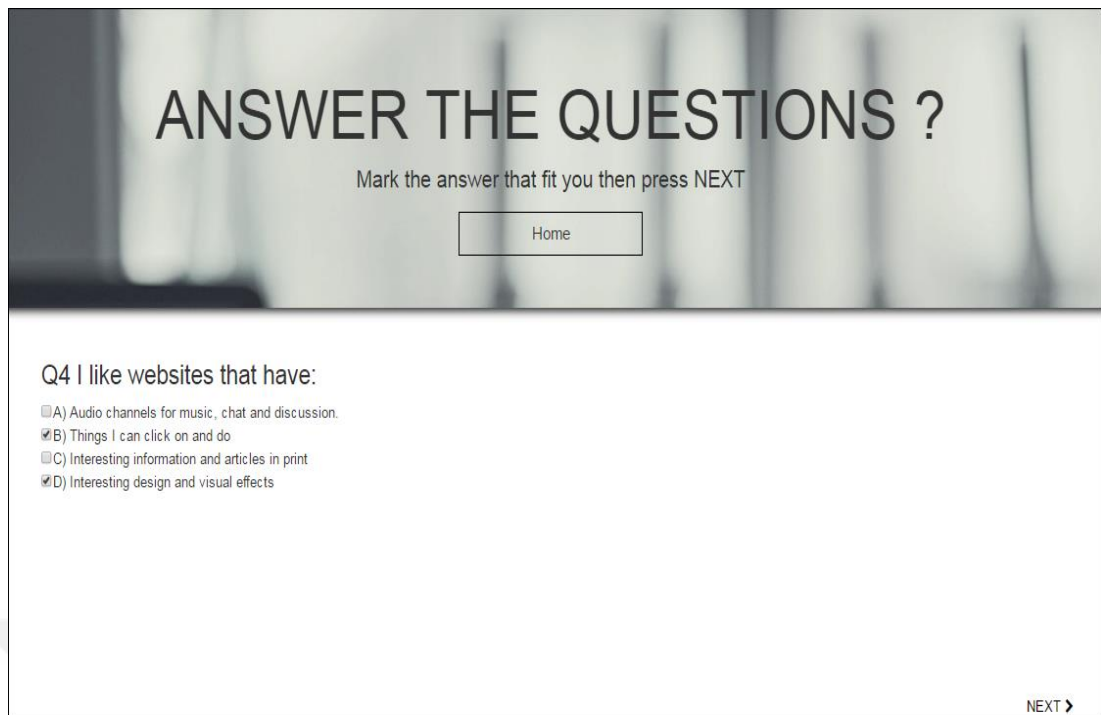 ANSWER THE QUESTIONS ?
Mark the answer that fit you then press NEXT
Home
Q4 I like websites that have:
A) Audio channels for music, chat and discussion.
B) Things I can click on and do
C) Interesting information and articles in print
D) Interesting design and visual effects
NEXT